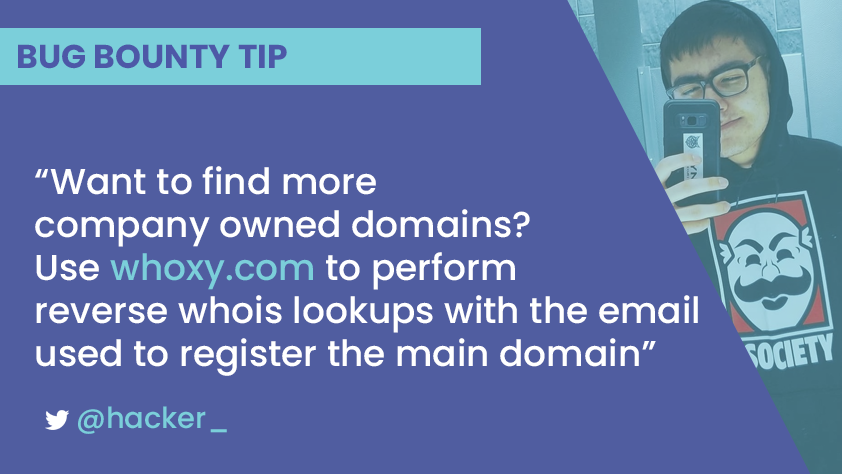 BUG BOUNTY TIP
“Want to find more
company owned domains?
Use whoxy.com to perform
reverse whois lookups with the email
used to register the main domain”
@hacker_
SOCIETY